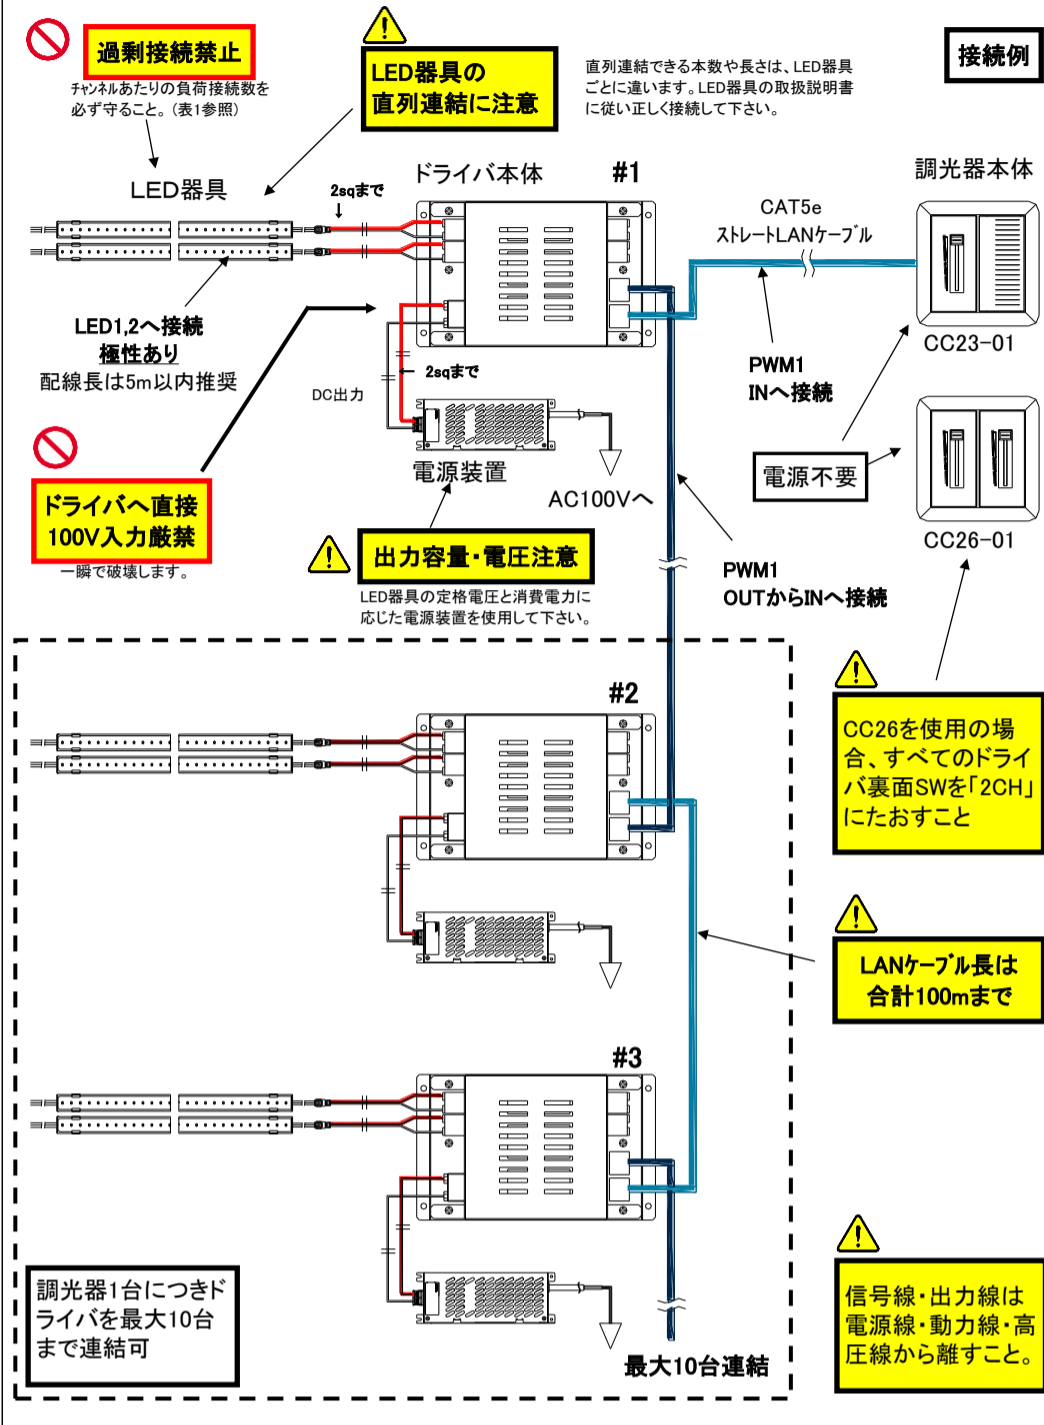 過剰接続禁止
チャンネルあたりの負荷接続数を
必ず守ること。(表1参照)
LED器具の
直列連結に注意
直列連結できる本数や長さは、LED器具
ごとに違います。LED器具の取扱説明書
に従い正しく接続して下さい。
接続例
LED器具
2sqまで
ドライバ本体
#1
CAT5e
ストレートLANケーブル
調光器本体
CC23-01
LED1,2へ接続
極性あり
配線長は5m以内推奨
DC出力
2sqまで
PWM1
INへ接続
電源不要
電源装置
AC100Vへ
CC26-01
ドライバへ直接
100V入力厳禁
一瞬で破壊します。
出力容量・電圧注意
LED器具の定格電圧と消費電力に
応じた電源装置を使用して下さい。
PWM1
OUTからINへ接続
#2
CC26を使用の場
合、すべてのドライ
バ裏面SWを「2CH」
にたおすこと
LANケーブル長は
合計100mまで
#3
調光器1台につきド
ライバを最大10台
まで連結可
最大10台連結
信号線・出力線は
電源線・動力線・高
圧線から離すこと。